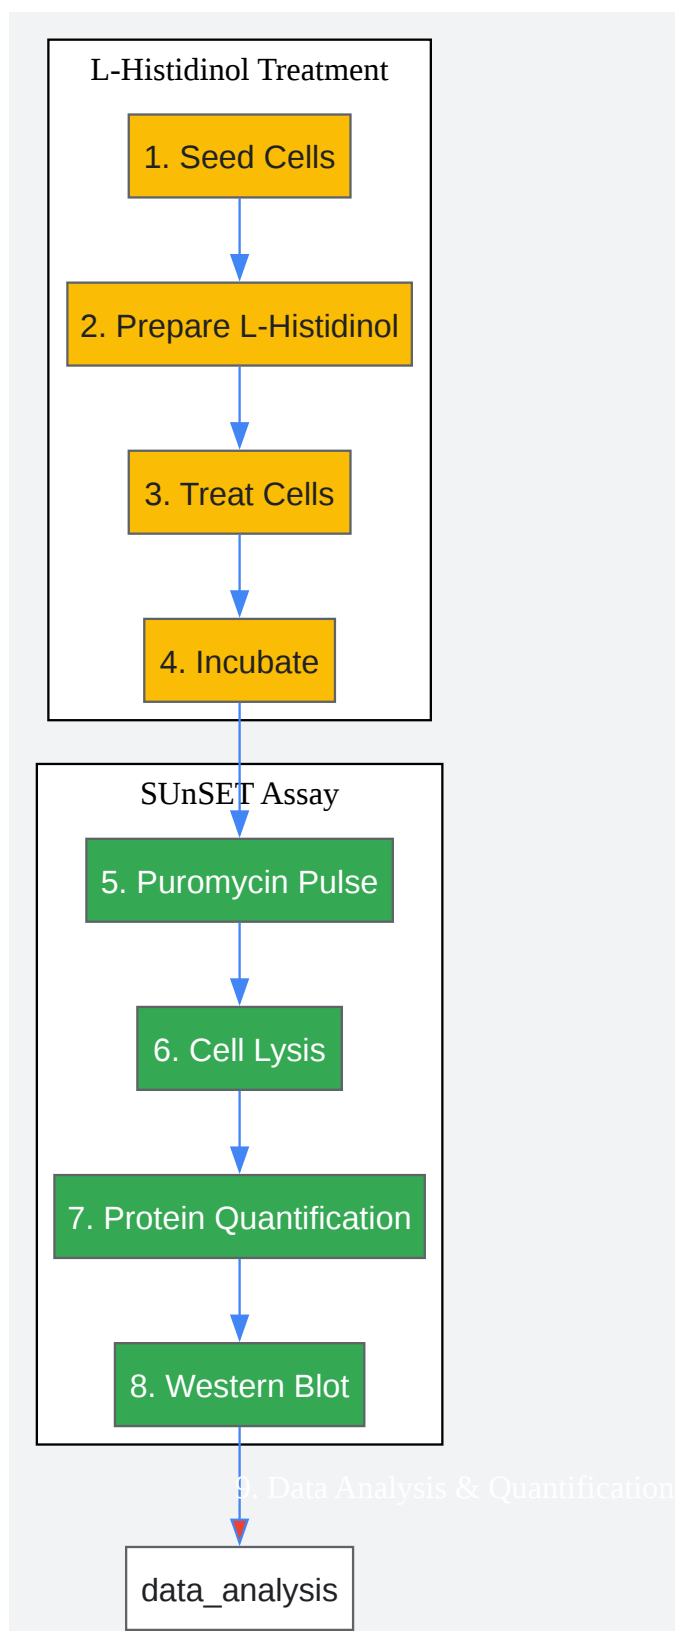 L-Histidinol Treatment
1. Seed Cells
2. Prepare L-Histidinol
3. Treat Cells
4. Incubate
SUnSET Assay
5. Puromycin Pulse
6. Cell Lysis
7. Protein Quantification
8. Western Blot
9. Data Analysis & Quantification
data_analysis